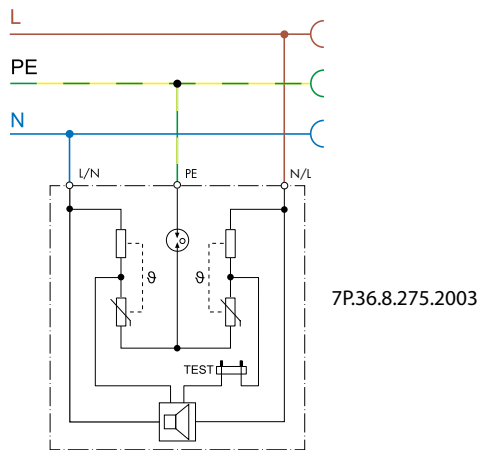 L
PE
N
L/N PE N/L
ϑ ϑ
7P.36.8.275.2003
TEST